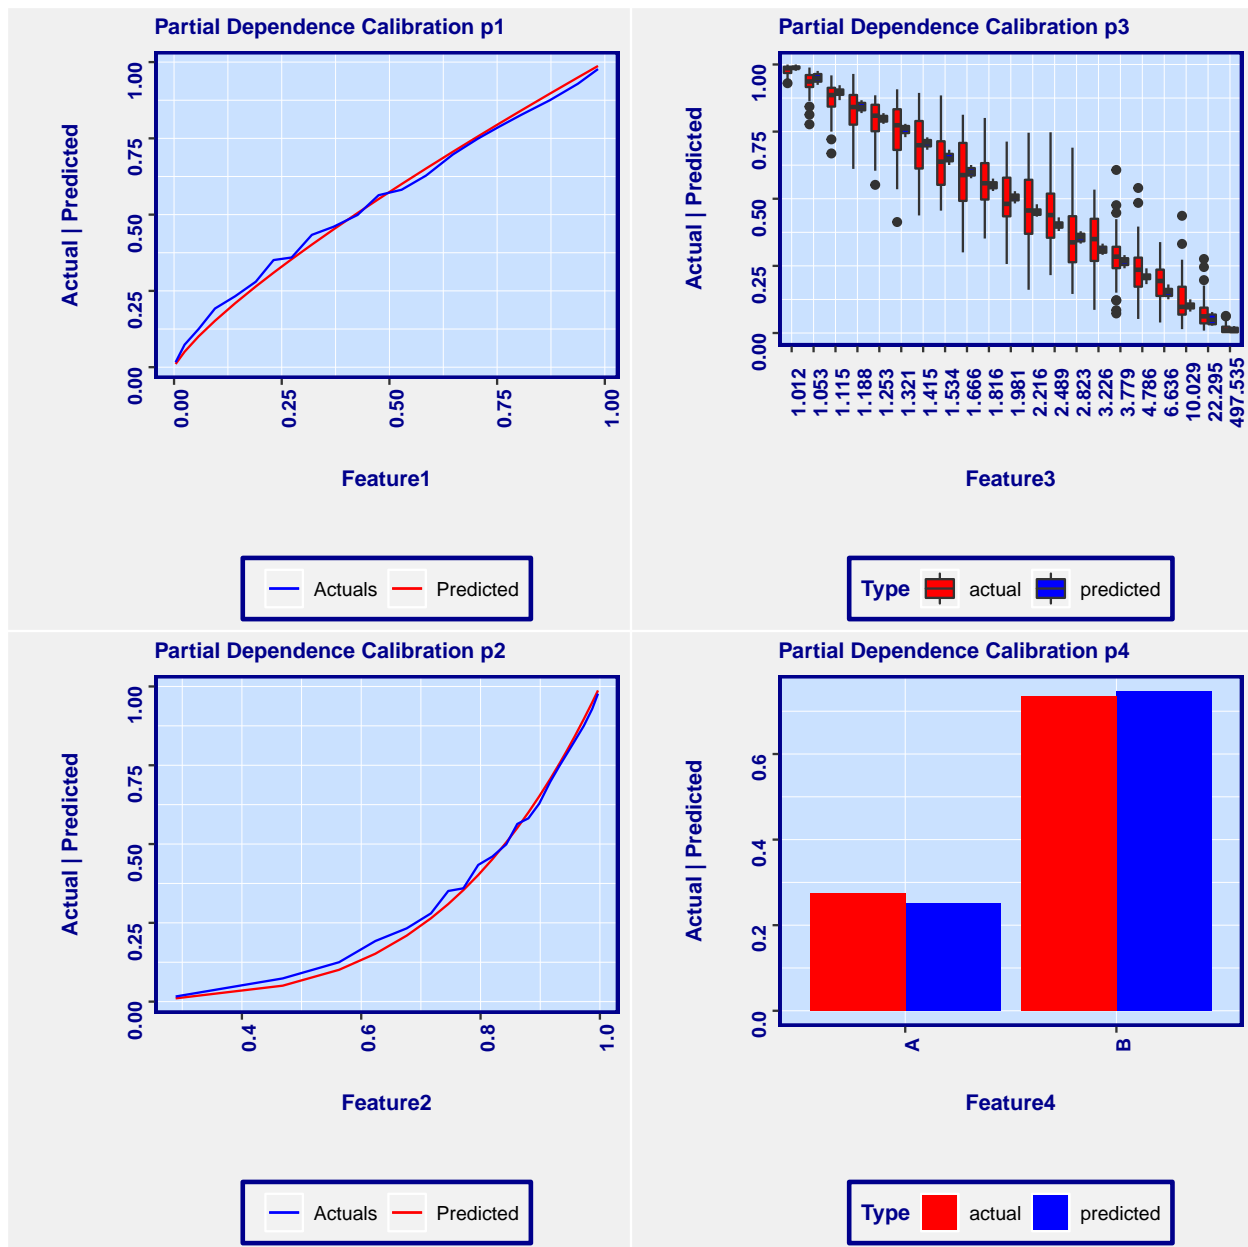 Partial Dependence Calibration p1
Actual | Predicted
1.00
0.75
0.50
0.25
0.00
0.00 0.25 0.50 0.75 1.00
Feature1
Actuals Predicted
Partial Dependence Calibration p3
Actual | Predicted
1.00
0.75
0.50
0.25
0.00
1.012 1.053 1.115 1.188 1.253 1.321 1.415 1.534 1.666 1.816 1.981 2.216 2.489 2.823 3.226 3.779 4.786 6.636 10.029 22.295 497.535
Feature3
Type actual predicted
Partial Dependence Calibration p2
Actual | Predicted
1.00
0.75
0.50
0.25
0.00
0.4 0.6 0.8 1.0
Feature2
Actuals Predicted
Partial Dependence Calibration p4
Actual | Predicted
0.6
0.4
0.2
0.0
A B
Feature4
Type actual predicted